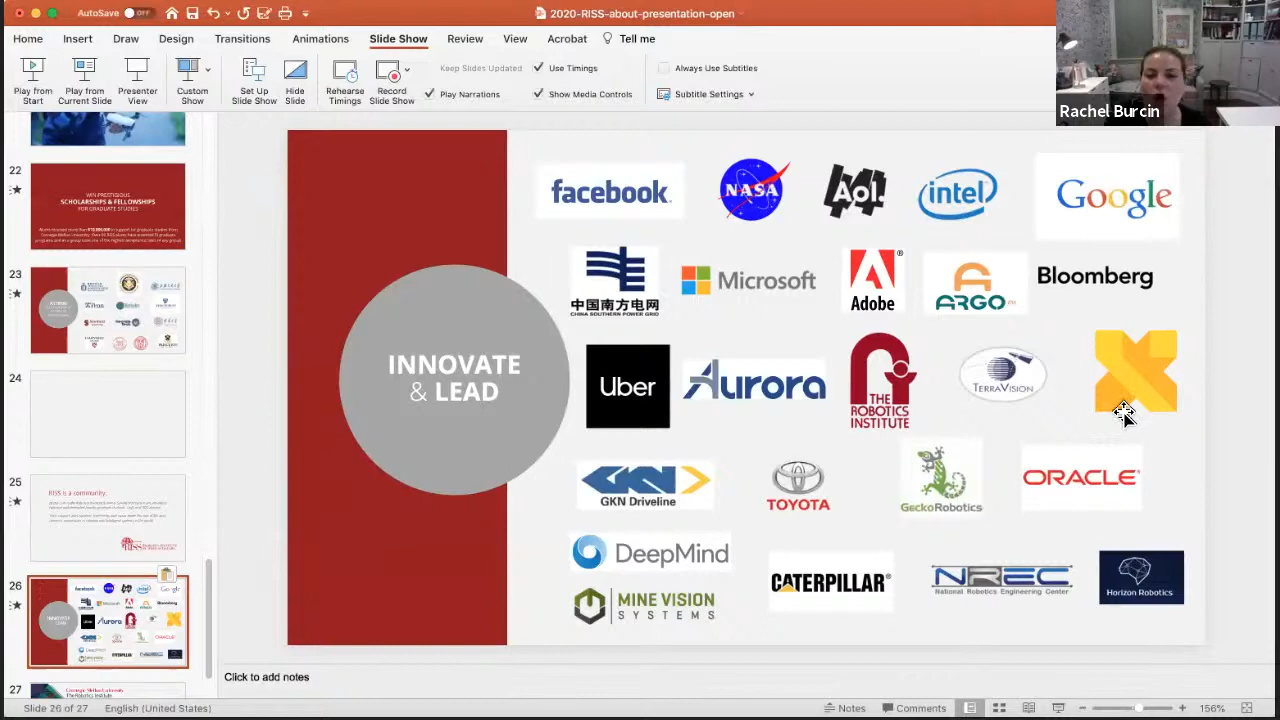 AutoSave OFF
2020-RISS-about-presentation-open
Home Insert Draw Design Transitions Animations Slide Show Review View Acrobat Tell me
Play from Start
Play from Current Slide
Presenter View
Custom Show
Set Up Slide Show
Hide Slide
Rehearse Timings
Record Slide Show
Keep Slides Updated
Play Narrations
Use Timings
Show Media Controls
Always Use Subtitles
Subtitle Settings
Rachel Burcin
22
WIN PRESTIGIOUS
SCHOLARSHIPS & FELLOWSHIPS
FOR GRADUATE STUDIES
23
24
25
RISS is a community.
RISS
26
27
INNOVATE
& LEAD
facebook.
NASA
Aol.
intel
Google
中国南方电网
CHINA SOUTHERN POWER GRID
Microsoft
Adobe
ARGO
Bloomberg
Uber
Aurora
THE
ROBOTICS
INSTITUTE
TERRAVISION
GKN Driveline
TOYOTA
GeckoRobotics
ORACLE
DeepMind
CATERPILLAR
NREC
National Robotics Engineering Center
Horizon Robotics
MINE VISION
SYSTEMS
Click to add notes
Slide 26 of 27 English (United States) Notes Comments 156%